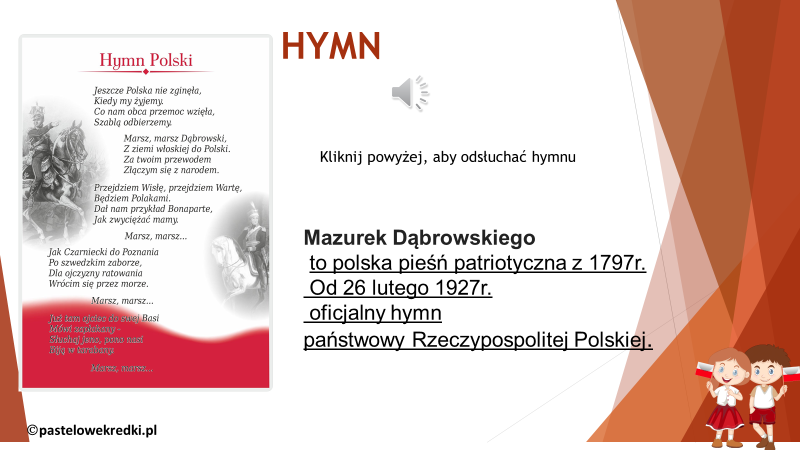 HYMN
Hymn Polski
Jeszcze Polska nie zginęła,
Kiedy my żyjemy.
Co nam obca przemoc wzięła,
Szablą odbierzemy.
Marsz, marsz Dąbrowski,
Z ziemi włoskiej do Polski.
Za twoim przewodem
Złączym się z narodem.
Przejdziem Wisłę, przejdziem Wartę,
Będziem Polakami.
Dał nam przykład Bonaparte,
Jak zwyciężać mamy.
Marsz, marsz...
Jak Czarniecki do Poznania
Po szwedzkim zaborze,
Dla ojczyzny ratowania
Wrócim się przez morze.
Marsz, marsz...
Już tam ojciec do swej Basi
Mówi zapłakany -
Słuchaj jeno, pono nasi
Biją w tarabany.
Marsz, marsz...
Kliknij powyżej, aby odsłuchać hymnu
Mazurek Dąbrowskiego
to polska pieśń patriotyczna z 1797r.
Od 26 lutego 1927r.
oficjalny hymn
państwowy Rzeczypospolitej Polskiej.
©pastelowekredki.pl